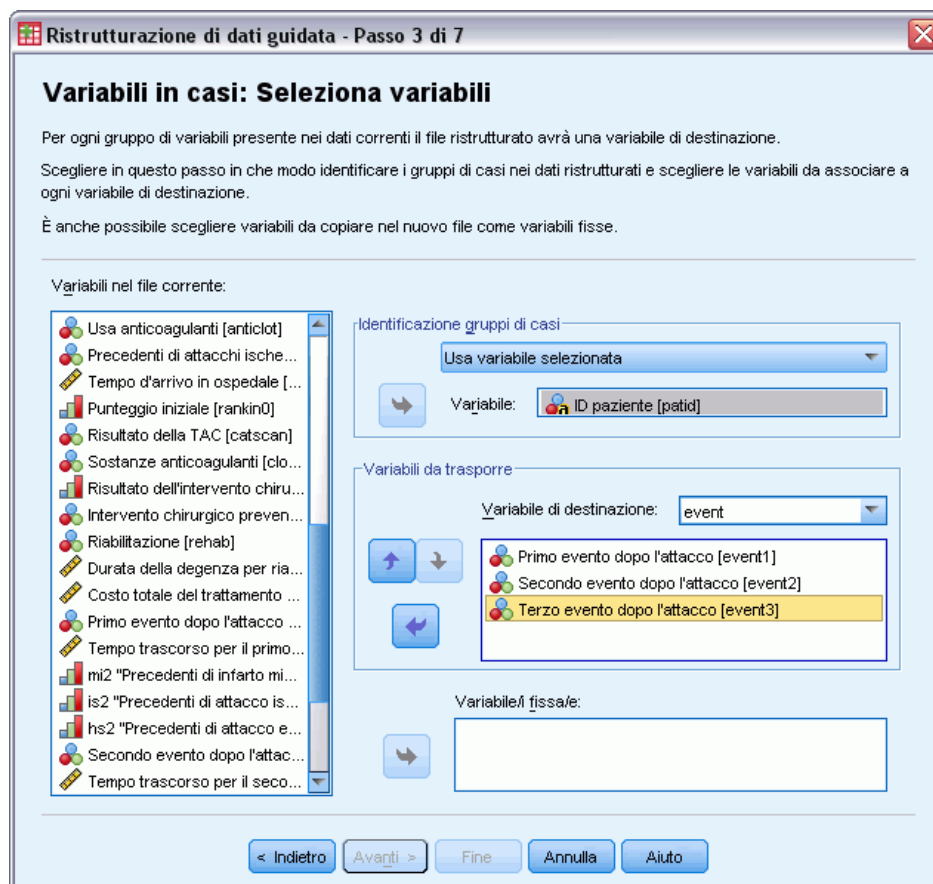 Ristrutturazione di dati guidata - Passo 3 di 7
Variabili in casi: Seleziona variabili
Per ogni gruppo di variabili presente nei dati correnti il file ristrutturato avrà una variabile di destinazione.
Scegliere in questo passo in che modo identificare i gruppi di casi nei dati ristrutturati e scegliere le variabili da associare a
ogni variabile di destinazione.
È anche possibile scegliere variabili da copiare nel nuovo file come variabili fisse.
Variabili nel file corrente:
Usa anticoagulanti [anticlot]
Precedenti di attacchi ische...
Tempo d'arrivo in ospedale [...
Punteggio iniziale [rankin0]
Risultato della TAC [catscan]
Sostanze anticoagulanti [clo...
Risultato dell'intervento chiru...
Intervento chirurgico preven...
Riabilitazione [rehab]
Durata della degenza per ria...
Costo totale del trattamento ...
Primo evento dopo l'attacco ...
Tempo trascorso per il primo...
mi2 "Precedenti di infarto mi...
is2 "Precedenti di attacco is...
hs2 "Precedenti di attacco e...
Secondo evento dopo l'attac...
Tempo trascorso per il seco...
Identificazione gruppi di casi
Usa variabile selezionata
Variabile:
a ID paziente [patid]
Variabili da trasporre
Variabile di destinazione:
event
Primo evento dopo l'attacco [event1]
Secondo evento dopo l'attacco [event2]
Terzo evento dopo l'attacco [event3]
Variabile/i fissa/e:
< Indietro
Avanti >
Fine
Annulla
Aiuto